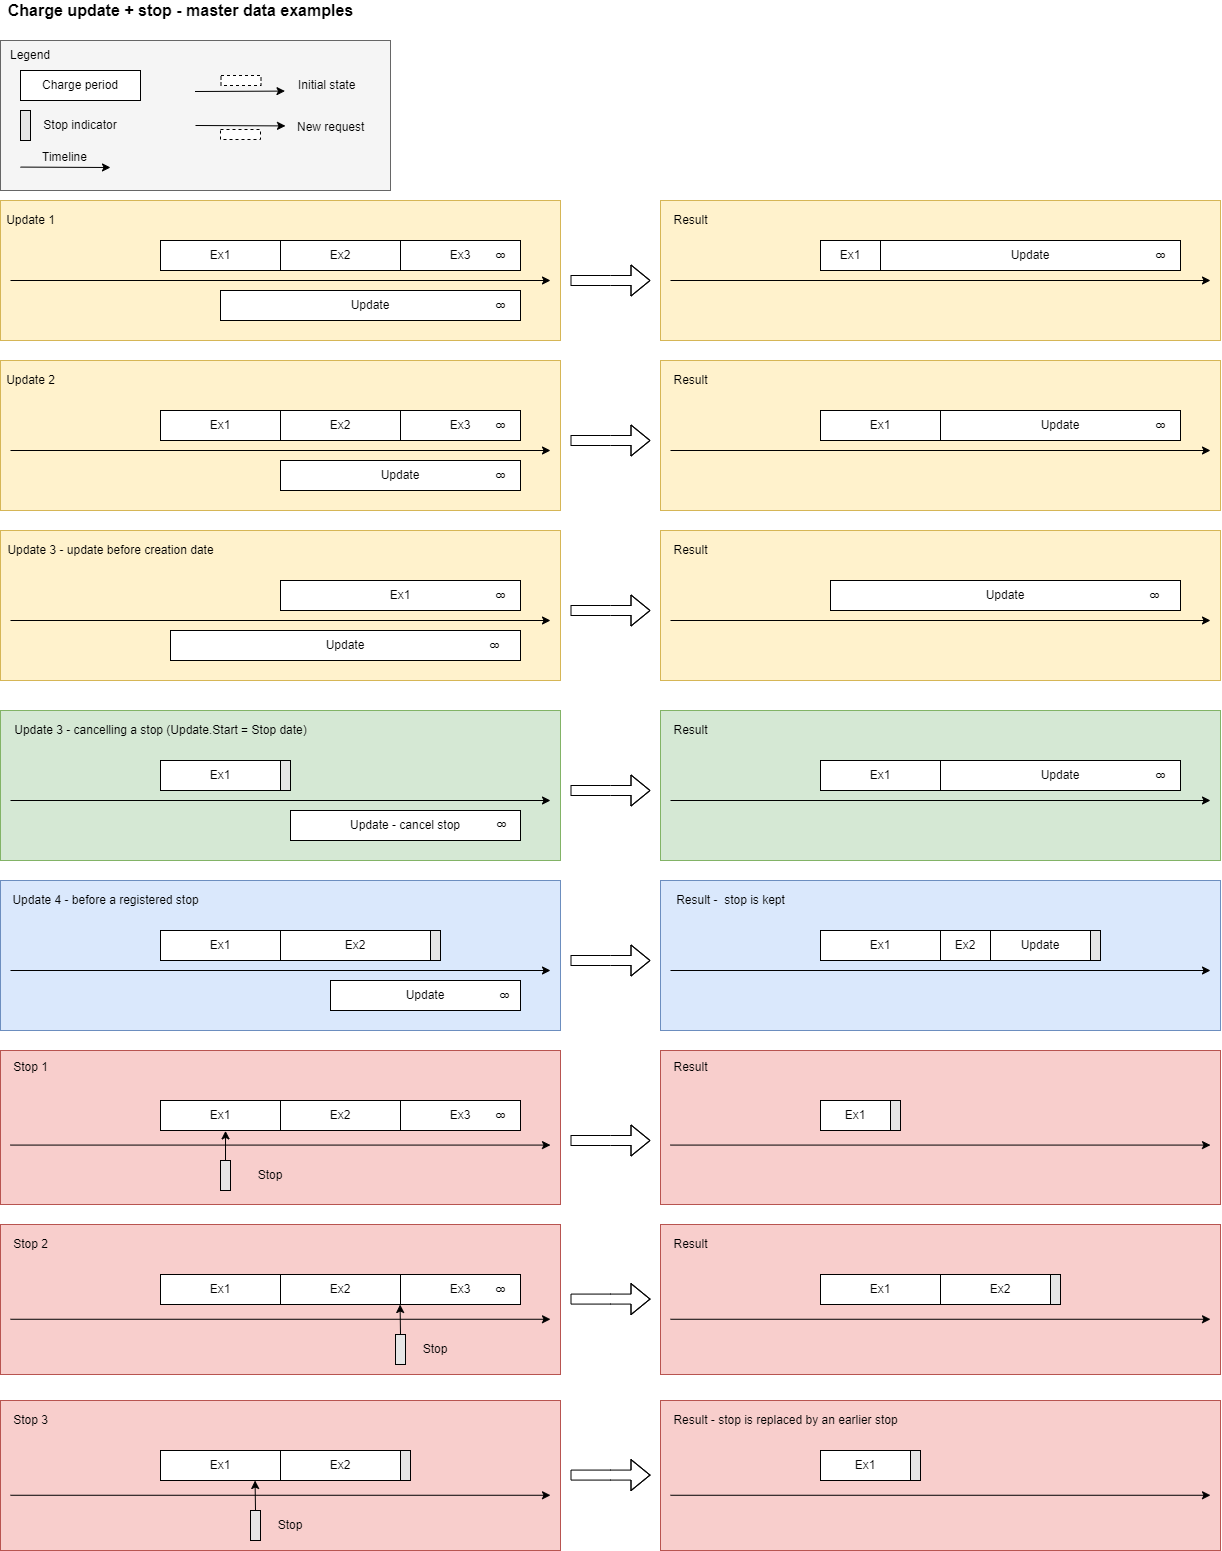 Charge update + stop - master data examples
Legend
Charge period
Initial state
Stop indicator
New request
Timeline
Update 1
Ex1 Ex2 Ex3 ∞
Update ∞
Result
Ex1 Update ∞
Update 2
Ex1 Ex2 Ex3 ∞
Update ∞
Result
Ex1 Update ∞
Update 3 - update before creation date
Ex1 ∞
Update ∞
Result
Update ∞
Update 3 - cancelling a stop (Update.Start = Stop date)
Ex1
Update - cancel stop ∞
Result
Ex1 Update ∞
Update 4 - before a registered stop
Ex1 Ex2
Update ∞
Result - stop is kept
Ex1 Ex2 Update
Stop 1
Ex1 Ex2 Ex3 ∞
Stop
Result
Ex1
Stop 2
Ex1 Ex2 Ex3 ∞
Stop
Result
Ex1 Ex2
Stop 3
Ex1 Ex2
Stop
Result - stop is replaced by an earlier stop
Ex1